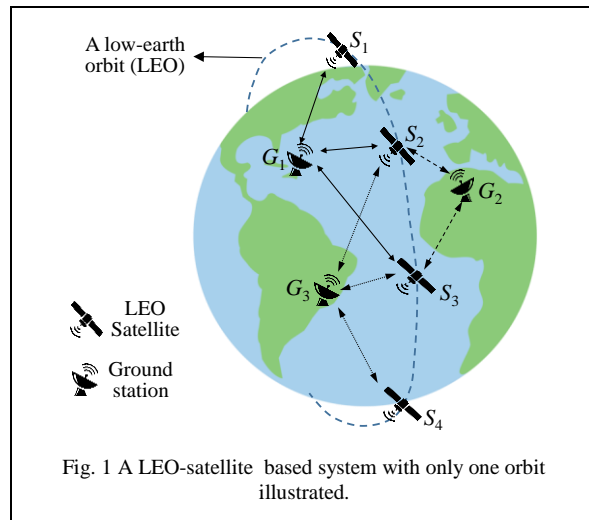 A low-earth
orbit (LEO)
S1
S2
G1
G2
G3
S3
LEO
Satellite
Ground
station
S4
Fig. 1 A LEO-satellite based system with only one orbit
illustrated.